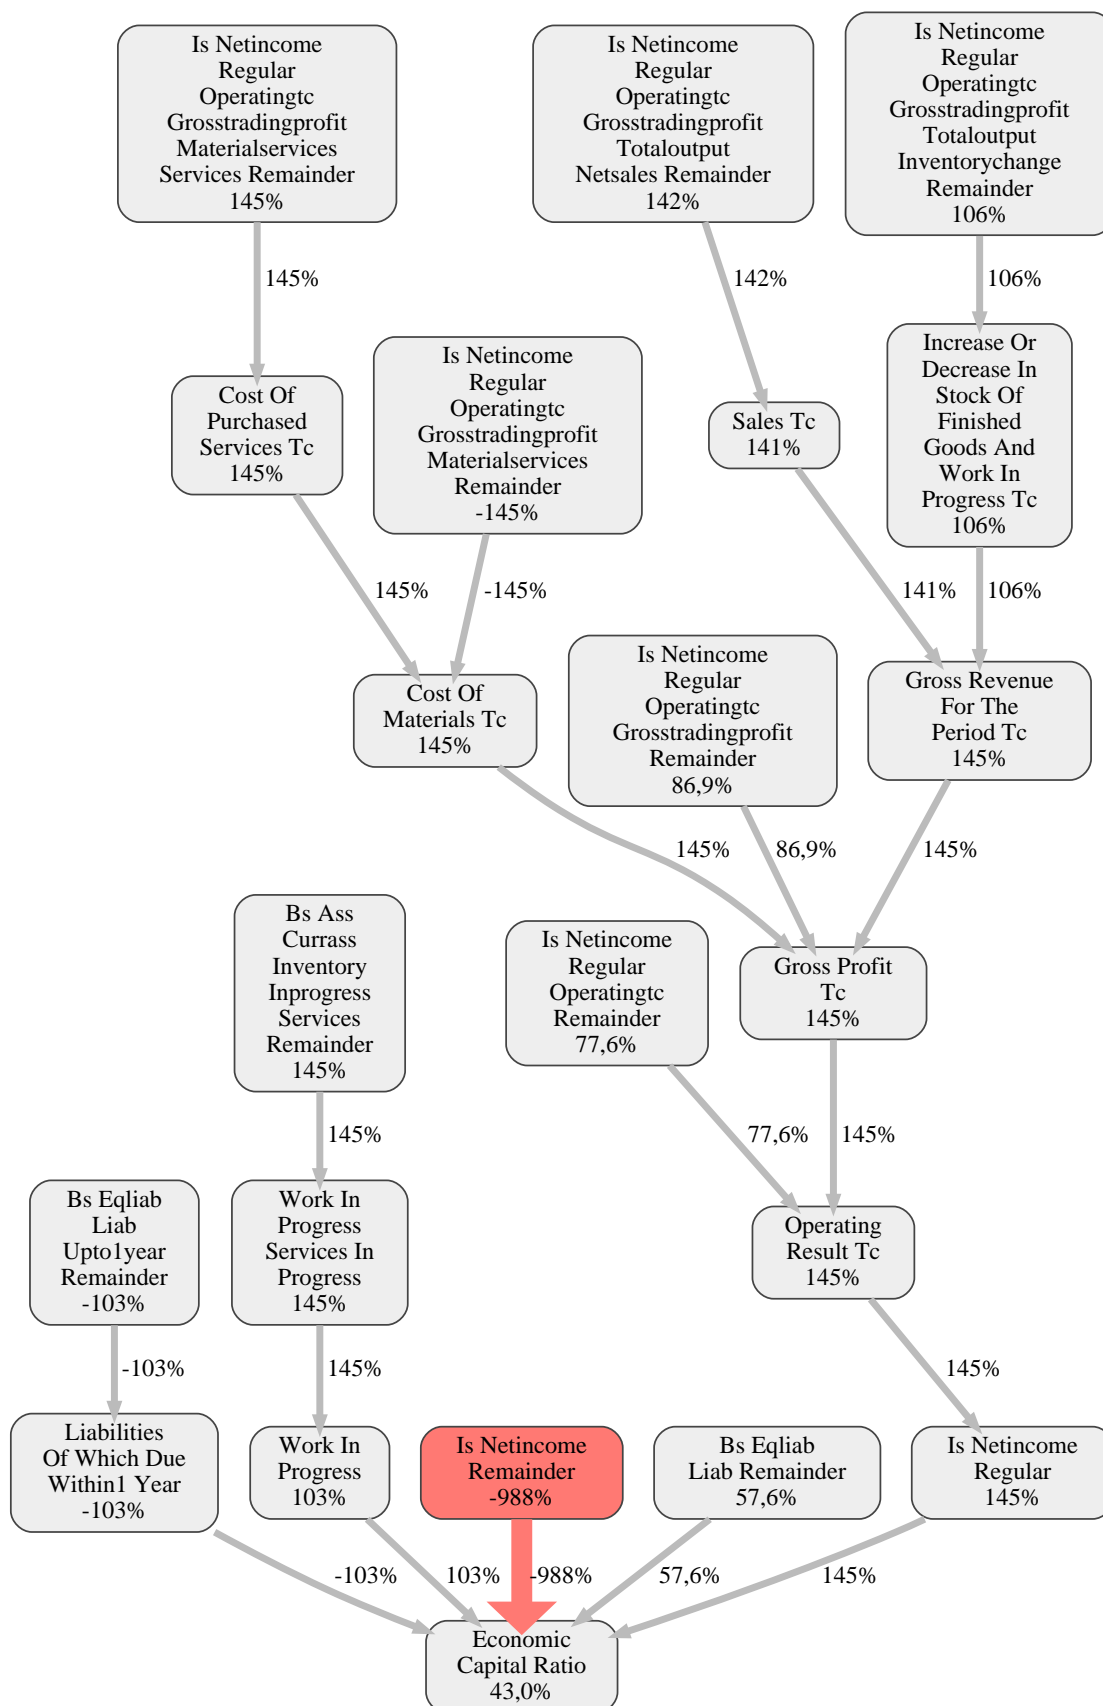 Is Netincome
Regular
Operatingtc
Grosstradingprofit
Materialservices
Services Remainder
145%
Is Netincome
Regular
Operatingtc
Grosstradingprofit
Totaloutput
Netsales Remainder
142%
Is Netincome
Regular
Operatingtc
Grosstradingprofit
Totaloutput
Inventorychange
Remainder
106%
145%
142%
106%
Cost Of
Purchased
Services Tc
145%
Is Netincome
Regular
Operatingtc
Grosstradingprofit
Materialservices
Remainder
-145%
Sales Tc
141%
Increase Or
Decrease In
Stock Of
Finished
Goods And
Work In
Progress Tc
106%
145%
-145%
141%
106%
Cost Of
Materials Tc
145%
Is Netincome
Regular
Operatingtc
Grosstradingprofit
Remainder
86,9%
Gross Revenue
For The
Period Tc
145%
145%
86,9%
145%
Bs Ass
Currass
Inventory
Inprogress
Services
Remainder
145%
Is Netincome
Regular
Operatingtc
Remainder
77,6%
Gross Profit
Tc
145%
145%
77,6%
145%
Bs Eqliab
Liab
Upto1year
Remainder
-103%
Work In
Progress
Services In
Progress
145%
Operating
Result Tc
145%
-103%
145%
145%
Liabilities
Of Which Due
Within1 Year
-103%
Work In
Progress
103%
Is Netincome
Remainder
-988%
Bs Eqliab
Liab Remainder
57,6%
Is Netincome
Regular
145%
-103%
103%
-988%
57,6%
145%
Economic
Capital Ratio
43,0%